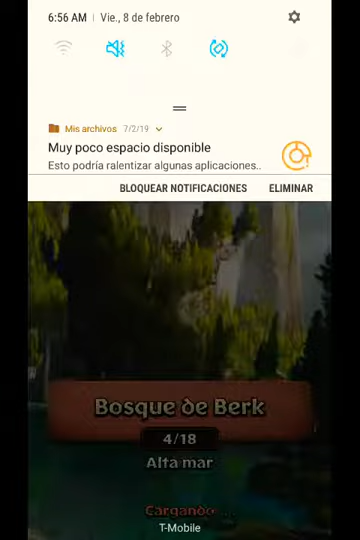 6:56 AM | Vie., 8 de febrero
Mis archivos 7/2/19
Muy poco espacio disponible
Esto podría ralentizar algunas aplicaciones..
BLOQUEAR NOTIFICACIONES ELIMINAR
Bosque de Berk
4/18
Alta mar
Cargando...
T-Mobile